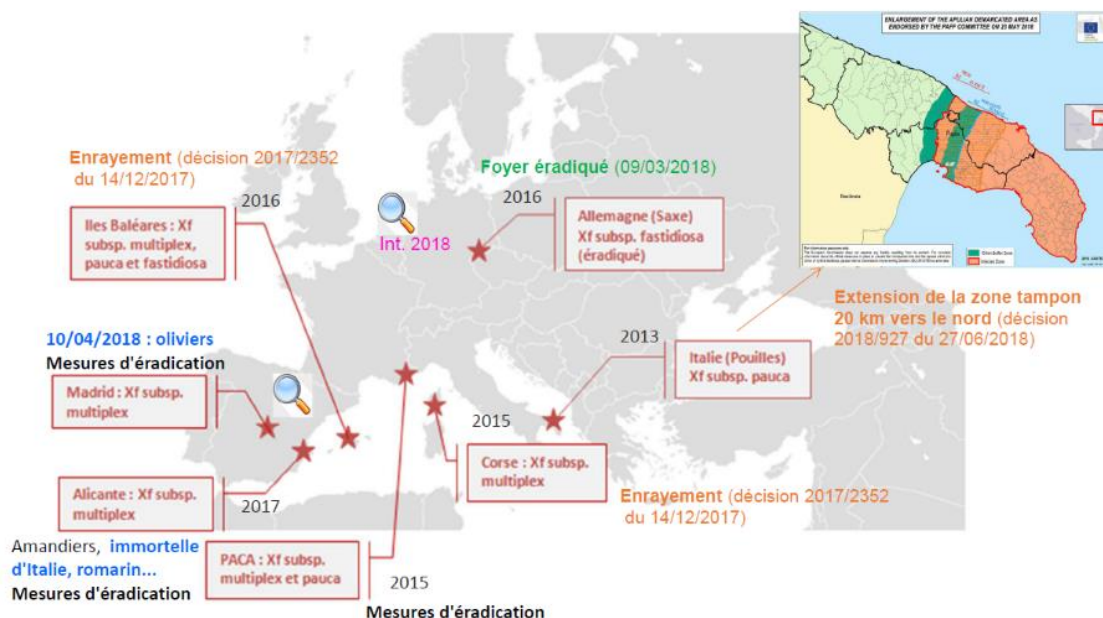 ENLARGEMENT OF THE APULIAN DEMARCATED AREA AS
ENDORSED BY THE PAFF COMMITTEE ON 23 MAY 2018
Enrayement (décision 2017/2352
du 14/12/2017)
2016
Iles Baléares : Xf
subsp. multiplex,
pauca et fastidiosa
Foyer éradiqué (09/03/2018)
2016
Int. 2018
Allemagne (Saxe)
Xf subsp. fastidiosa
(éradiqué)
Extension de la zone tampon
20 km vers le nord (décision
2018/927 du 27/06/2018)
10/04/2018 : oliviers
Mesures d'éradication
Madrid : Xf subsp.
multiplex
2013
Italie (Pouilles)
Xf subsp. pauca
2015
Corse : Xf subsp.
multiplex
Enrayement (décision 2017/2352
du 14/12/2017)
Alicante : Xf subsp.
multiplex
2017
Amandiers, immortelle
d'Italie, romarin...
Mesures d'éradication
PACA : Xf subsp.
multiplex et pauca
2015
Mesures d'éradication